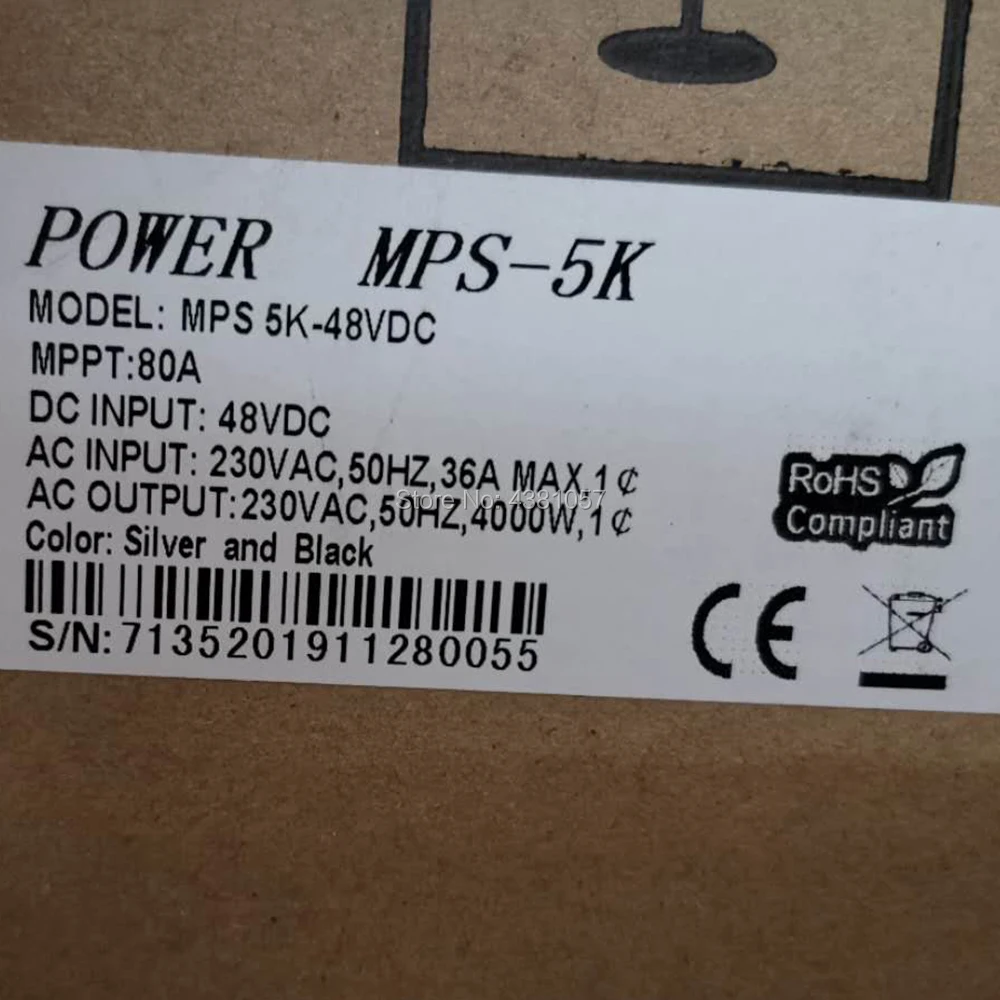 POWER MPS-5K
MODEL: MPS 5K-48VDC
MPPT:80A
DC INPUT: 48VDC
AC INPUT: 230VAC,50HZ,36A MAX,1¢
Store No: 4381057
AC OUTPUT:230VAC,50HZ,4000W,1¢
Color: Silver and Black
S/N:7135201911280055
RoHS
Compliant
CE